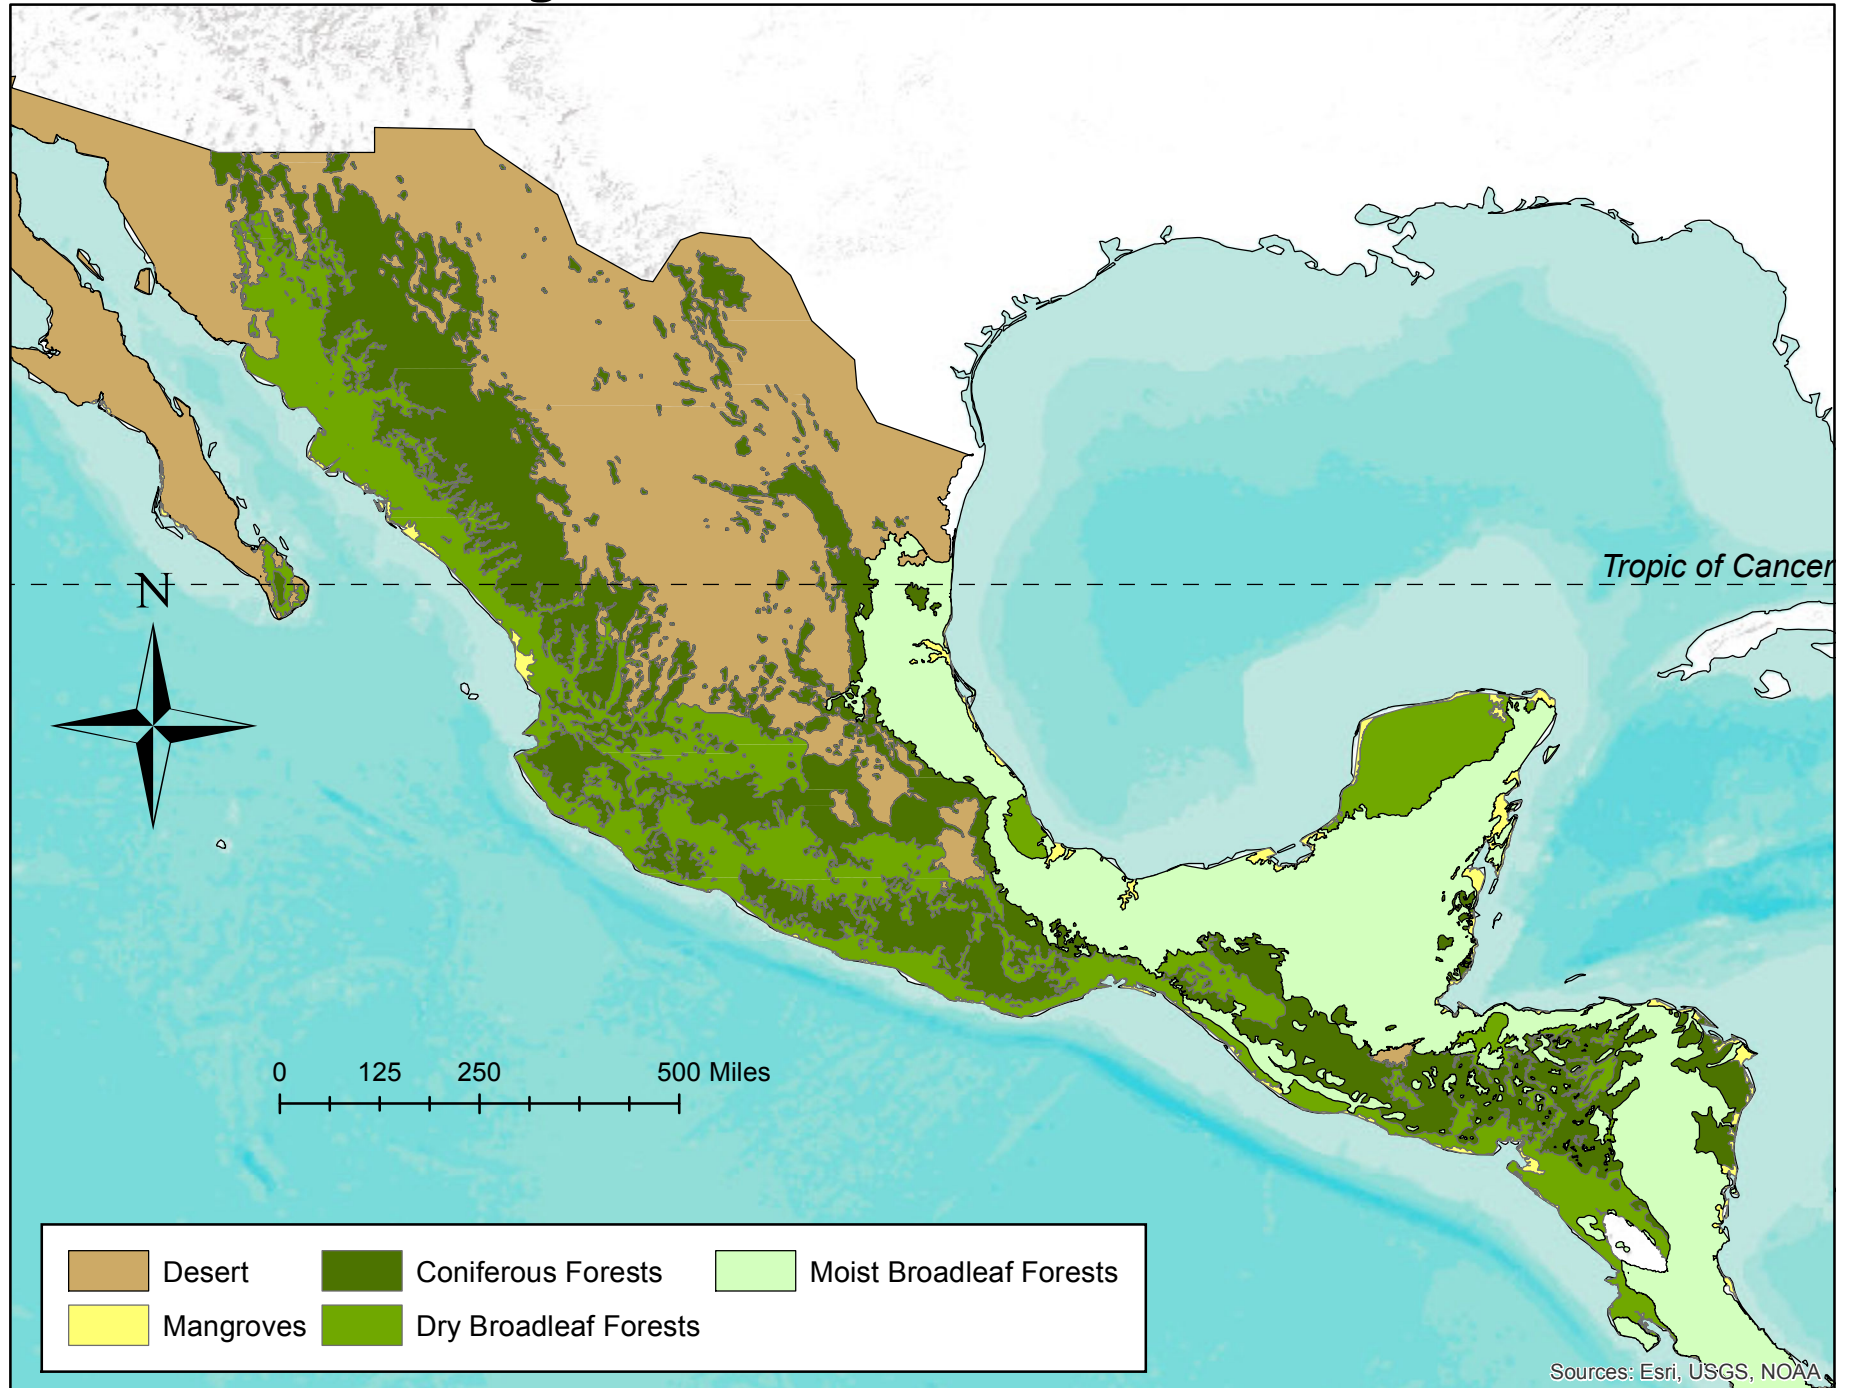 Tropic of Cancer
N
0 125 250 500 Miles
Desert Coniferous Forests Moist Broadleaf Forests
Mangroves Dry Broadleaf Forests
Sources: Esri, USGS, NOAA